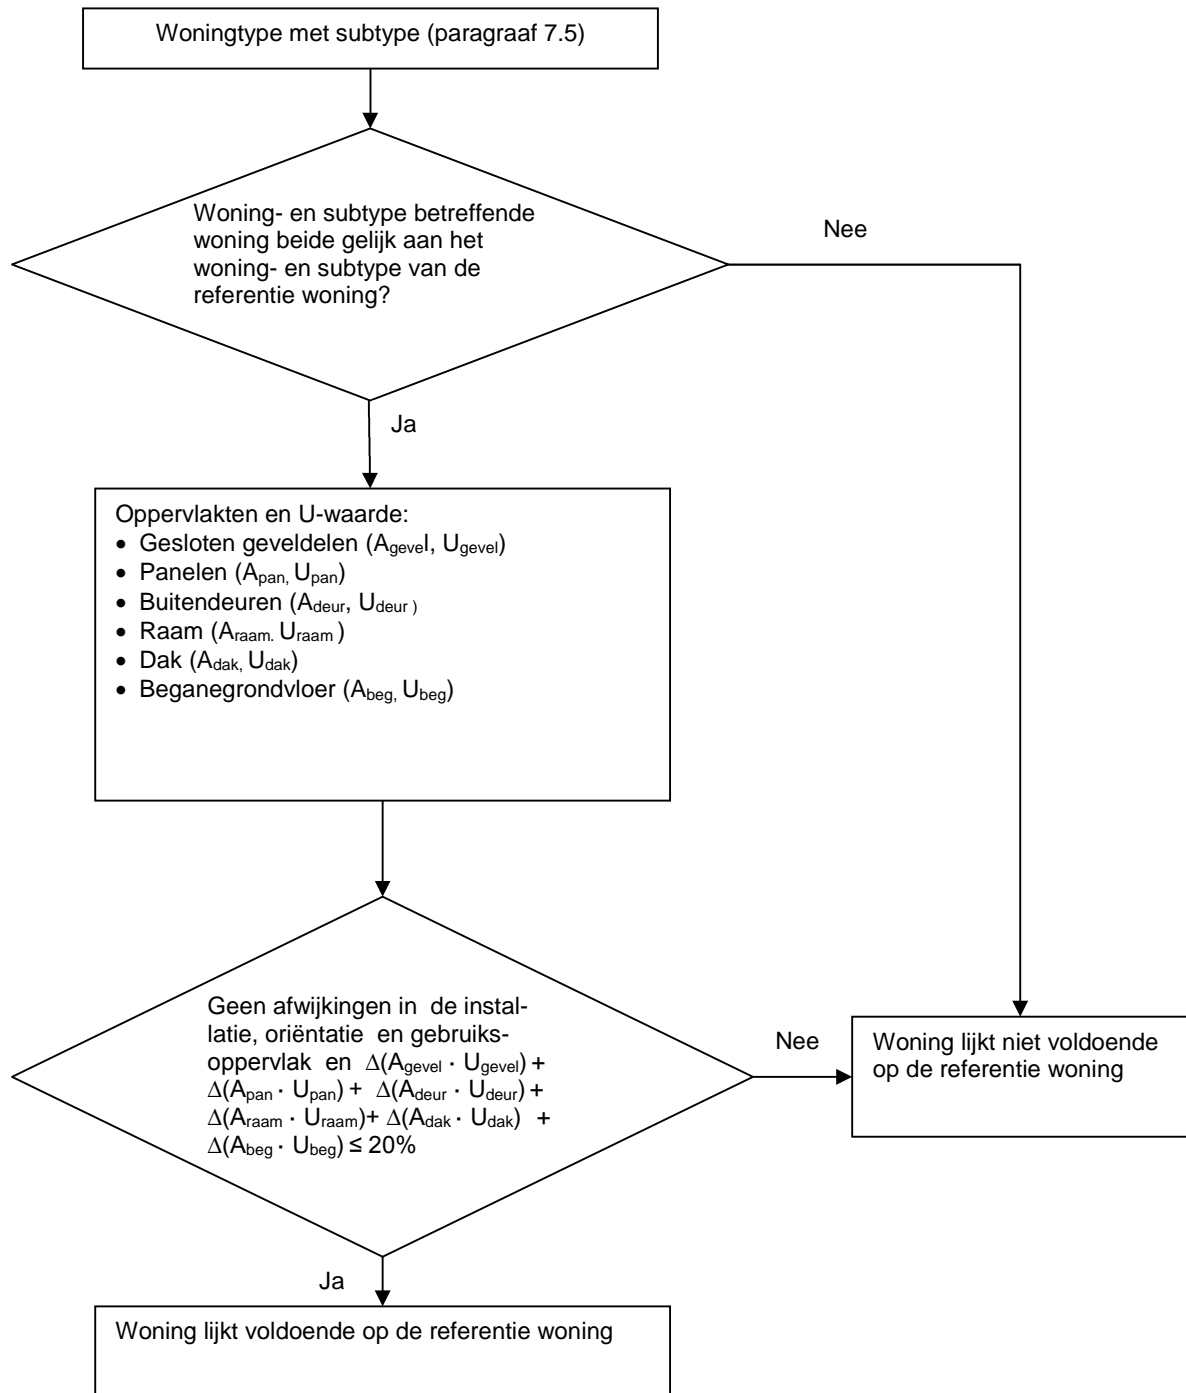 Woningtype met subtype (paragraaf 7.5)
Woning- en subtype betreffende
woning beide gelijk aan het
woning- en subtype van de
referentie woning?
Nee
Ja
Oppervlakten en U-waarde:
• Gesloten geveldelen (Agevel, Ugevel)
• Panelen (Apan, Upan)
• Buitendeuren (Adeur, Udeur )
• Raam (Araam. Uraam )
• Dak (Adak, Udak)
• Beganegrondvloer (Abeg, Ubeg)
Geen afwijkingen in de instal-
latie, oriëntatie en gebruiks-
oppervlak en Δ(Agevel · Ugevel) +
Δ(Apan · Upan) + Δ(Adeur · Udeur) +
Δ(Araam · Uraam)+ Δ(Adak · Udak) +
Δ(Abeg · Ubeg) ≤ 20%
Nee
Woning lijkt niet voldoende
op de referentie woning
Ja
Woning lijkt voldoende op de referentie woning